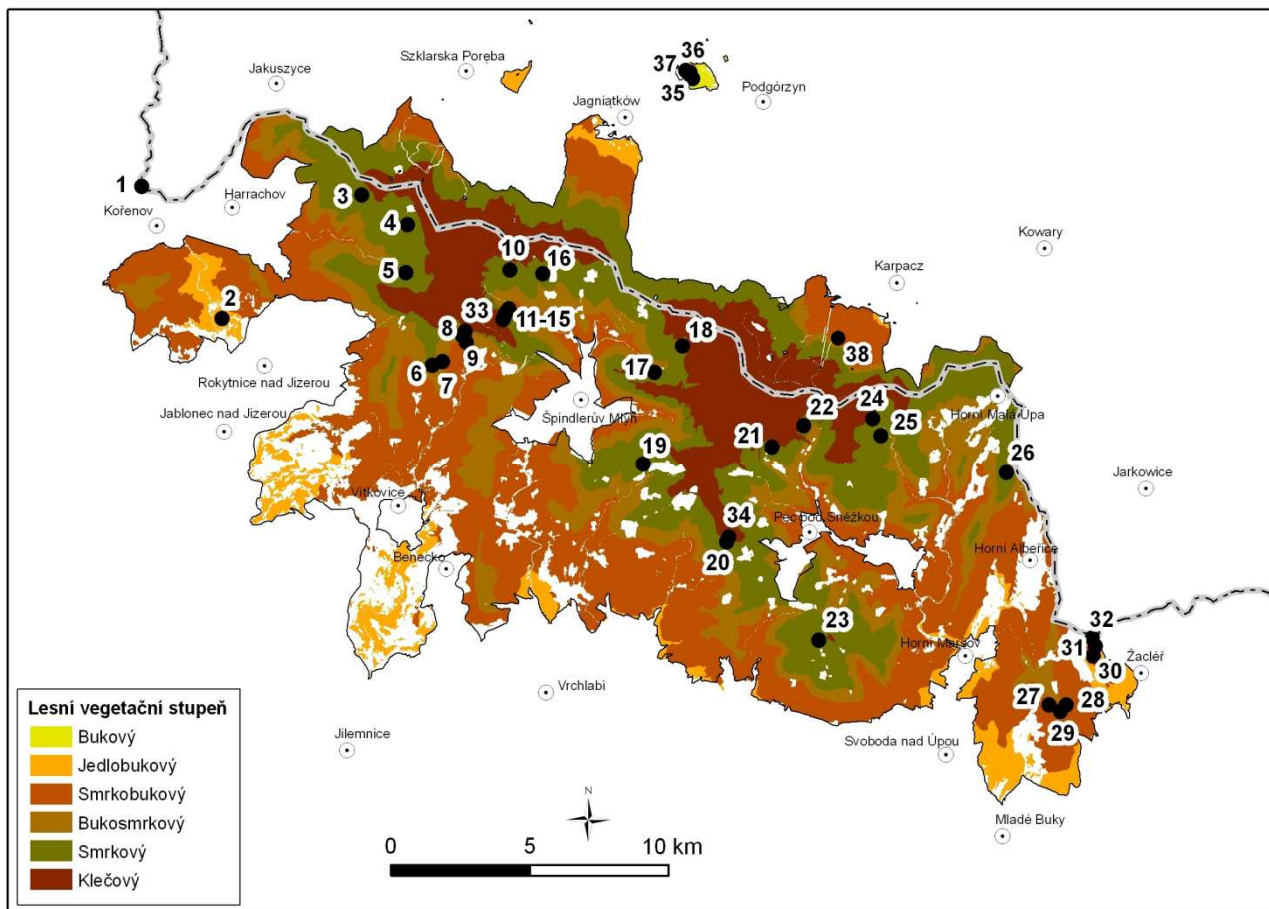 Szklarska Poręba
36
Jakuszyce
37
35
Podgórzyn
Jagniątków
1
3
Harrachov
Kořenov
4
Kowary
10
16
5
Karpacz
2
8
33
11-15
18
38
9
6
7
17
Rokytnice nad Jizerou
Špindlerův Mlýn
24
Horní Malá Úpa
Jablonec nad Jizerou
22
25
21
19
26
Jarkowice
Vítkovice
34
Pec pod Sněžkou
20
Horní Albeřice
Benecko
32
23
31
Horní Maršov
30
Žacléř
Vrchlabí
27
28
29
Jilemnice
Svoboda nad Úpou
Mladé Buky
Lesní vegetační stupeň
Bukový
Jedlobukový
Smrkobukový
Bukosmrkový
Smrkový
Klečový
N
0 5 10 km